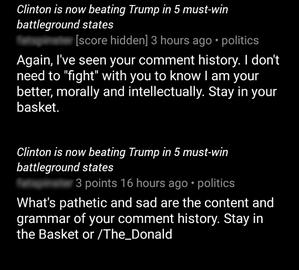 Clinton is now beating Trump in 5 must-win
battleground states
[score hidden] 3 hours ago • politics
Again, I've seen your comment history. I don't
need to "fight" with you to know I am your
better, morally and intellectually. Stay in your
basket.
Clinton is now beating Trump in 5 must-win
battleground states
3 points 16 hours ago • politics
What's pathetic and sad are the content and
grammar of your comment history. Stay in
the Basket or /The_Donald